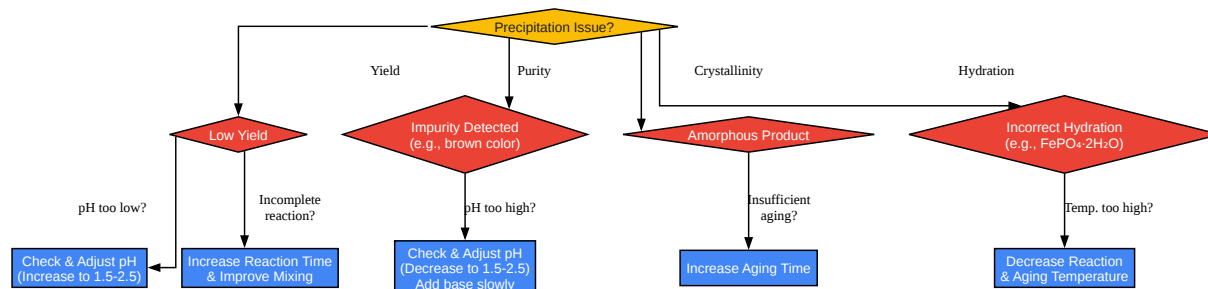 Precipitation Issue?
Yield
Purity
Crystallinity
Hydration
Low Yield
Impurity Detected
(e.g., brown color)
Amorphous Product
Incorrect Hydration
(e.g., FePO₄·2H₂O)
pH too low?
Incomplete
reaction?
pH too high?
Insufficient
aging?
Temp. too high?
Check & Adjust pH
(Increase to 1.5-2.5)
Increase Reaction Time
& Improve Mixing
Check & Adjust pH
(Decrease to 1.5-2.5)
Add base slowly
Increase Aging Time
Decrease Reaction
& Aging Temperature